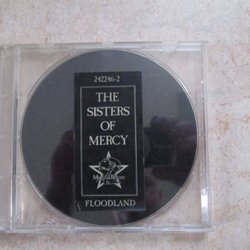 242246-2
THE
SISTERS
OF
MERCY
FLOODLAND